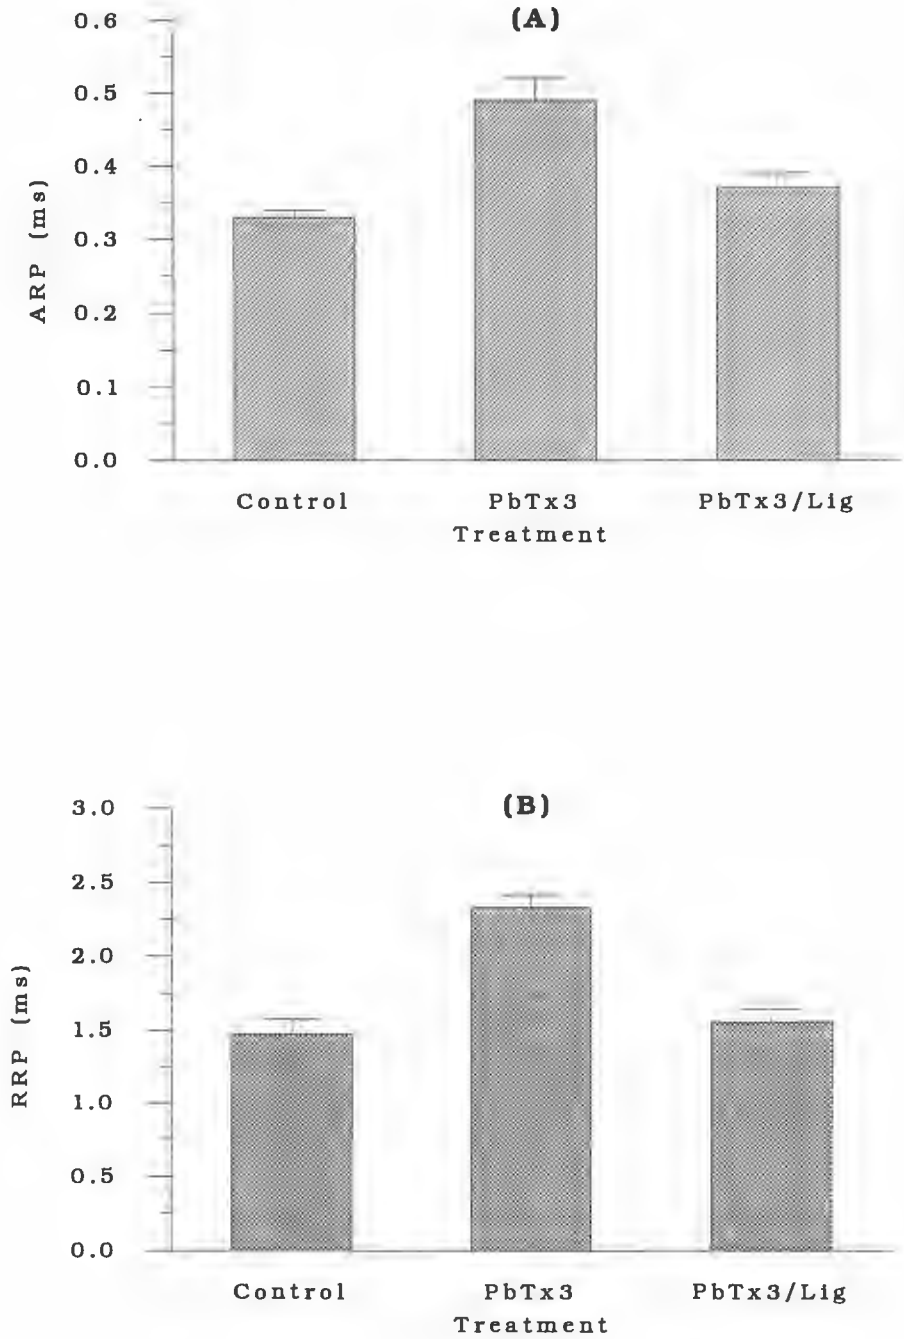 (A)
0.6
0.5
0.4
0.3
0.2
0.1
0.0
ARP (ms)
Control PbTx3 PbTx3/Lig
Treatment
(B)
3.0
2.5
2.0
1.5
1.0
0.5
0.0
RRP (ms)
Control PbTx3 PbTx3/Lig
Treatment